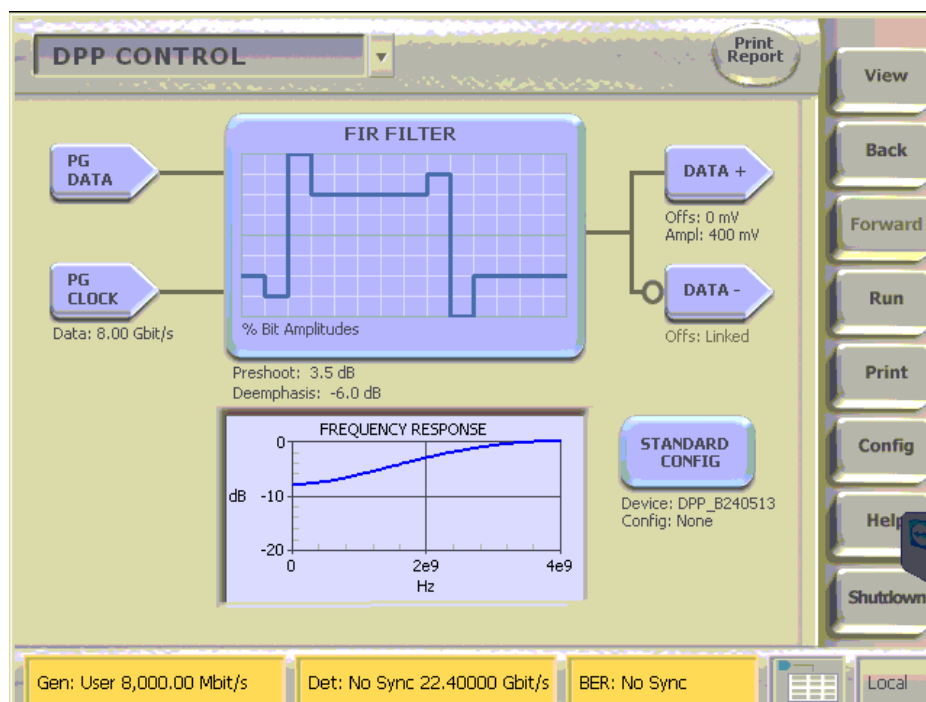 DPP CONTROL
Print
Report
View
Back
Forward
Run
Print
Config
Help
Shutdown
FIR FILTER
PG
DATA
PG
CLOCK
Data: 8.00 Gbit/s
% Bit Amplitudes
DATA +
Offs: 0 mV
Ampl: 400 mV
DATA -
Offs: Linked
Preshoot: 3.5 dB
Deemphasis: -6.0 dB
FREQUENCY RESPONSE
0
dB -10
-20
0 2e9 4e9
Hz
STANDARD
CONFIG
Device: DPP_B240513
Config: None
Gen: User 8,000.00 Mbit/s
Det: No Sync 22.40000 Gbit/s
BER: No Sync
Local